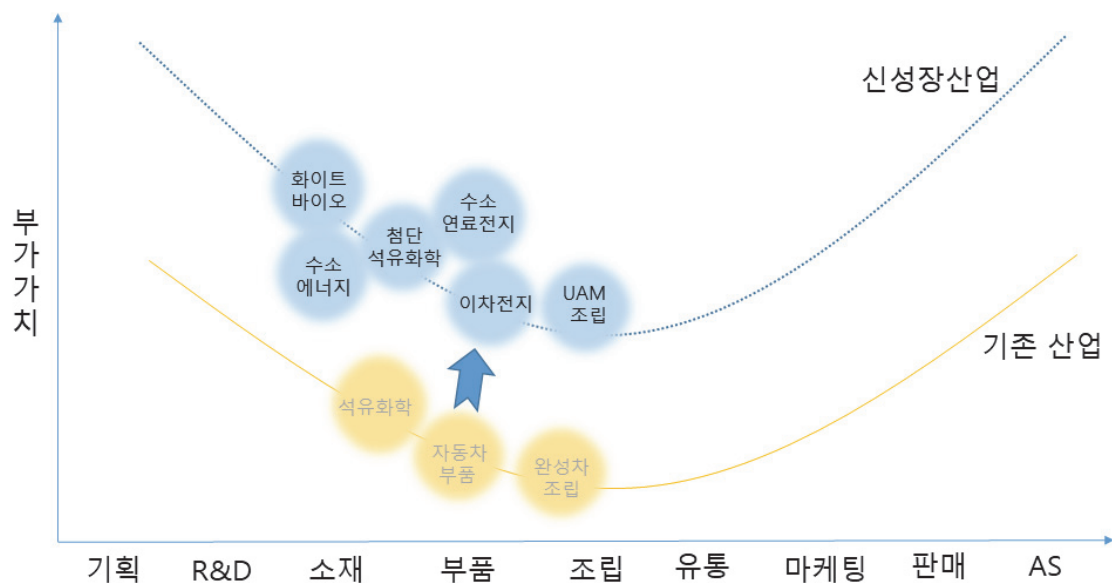 신성장산업
화이트
바이오
수소
연료전지
첨단
석유화학
수소
에너지
이차전지
UAM
조립
부가가치
기존 산업
석유화학
자동차
부품
완성차
조립
기획 R&D 소재 부품 조립 유통 마케팅 판매 AS